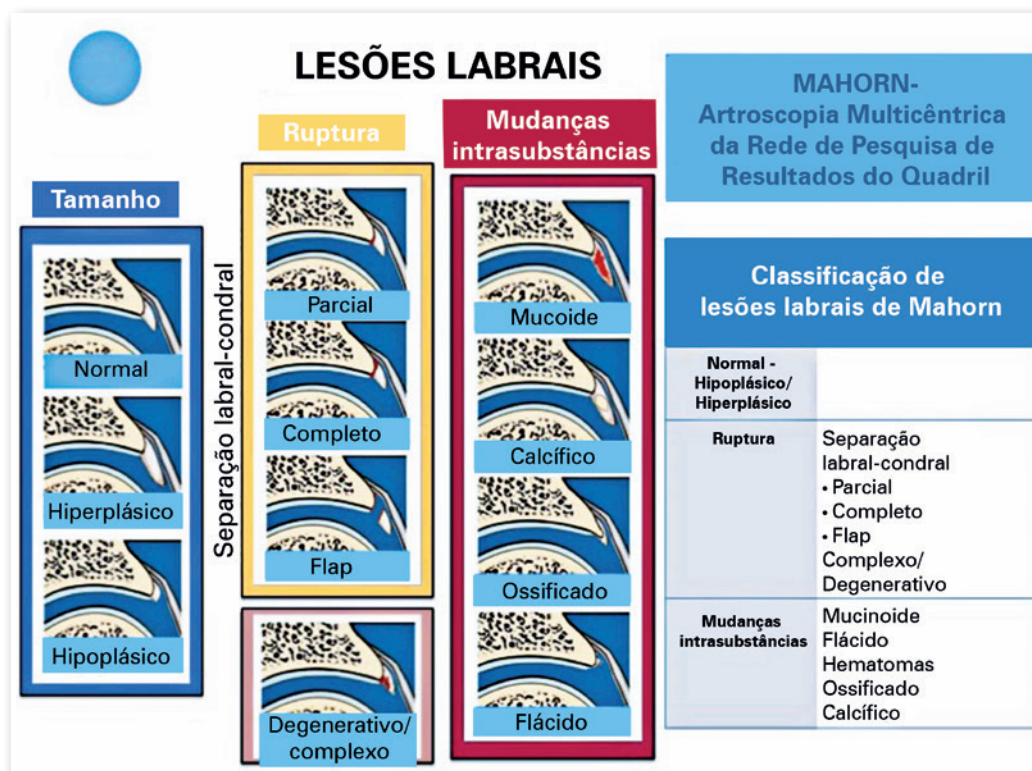 LESÕES LABRAIS
Tamanho
Normal
Hiperplásico
Hipoplásico
Separação labral-condral
Ruptura
Parcial
Completo
Flap
Degenerativo/
complexo
Mudanças
intrasubstâncias
Mucoide
Calcífico
Ossificado
Flácido
MAHORN-
Artroscopia Multicêntrica
da Rede de Pesquisa de
Resultados do Quadril
Classificação de
lesões labrais de Mahorn
Normal -
Hipoplásico/
Hiperplásico
Ruptura
Separação
labral-condral
• Parcial
• Completo
• Flap
Complexo/
Degenerativo
Mudanças
intrasubstâncias
Mucinoide
Flácido
Hematomas
Ossificado
Calcífico